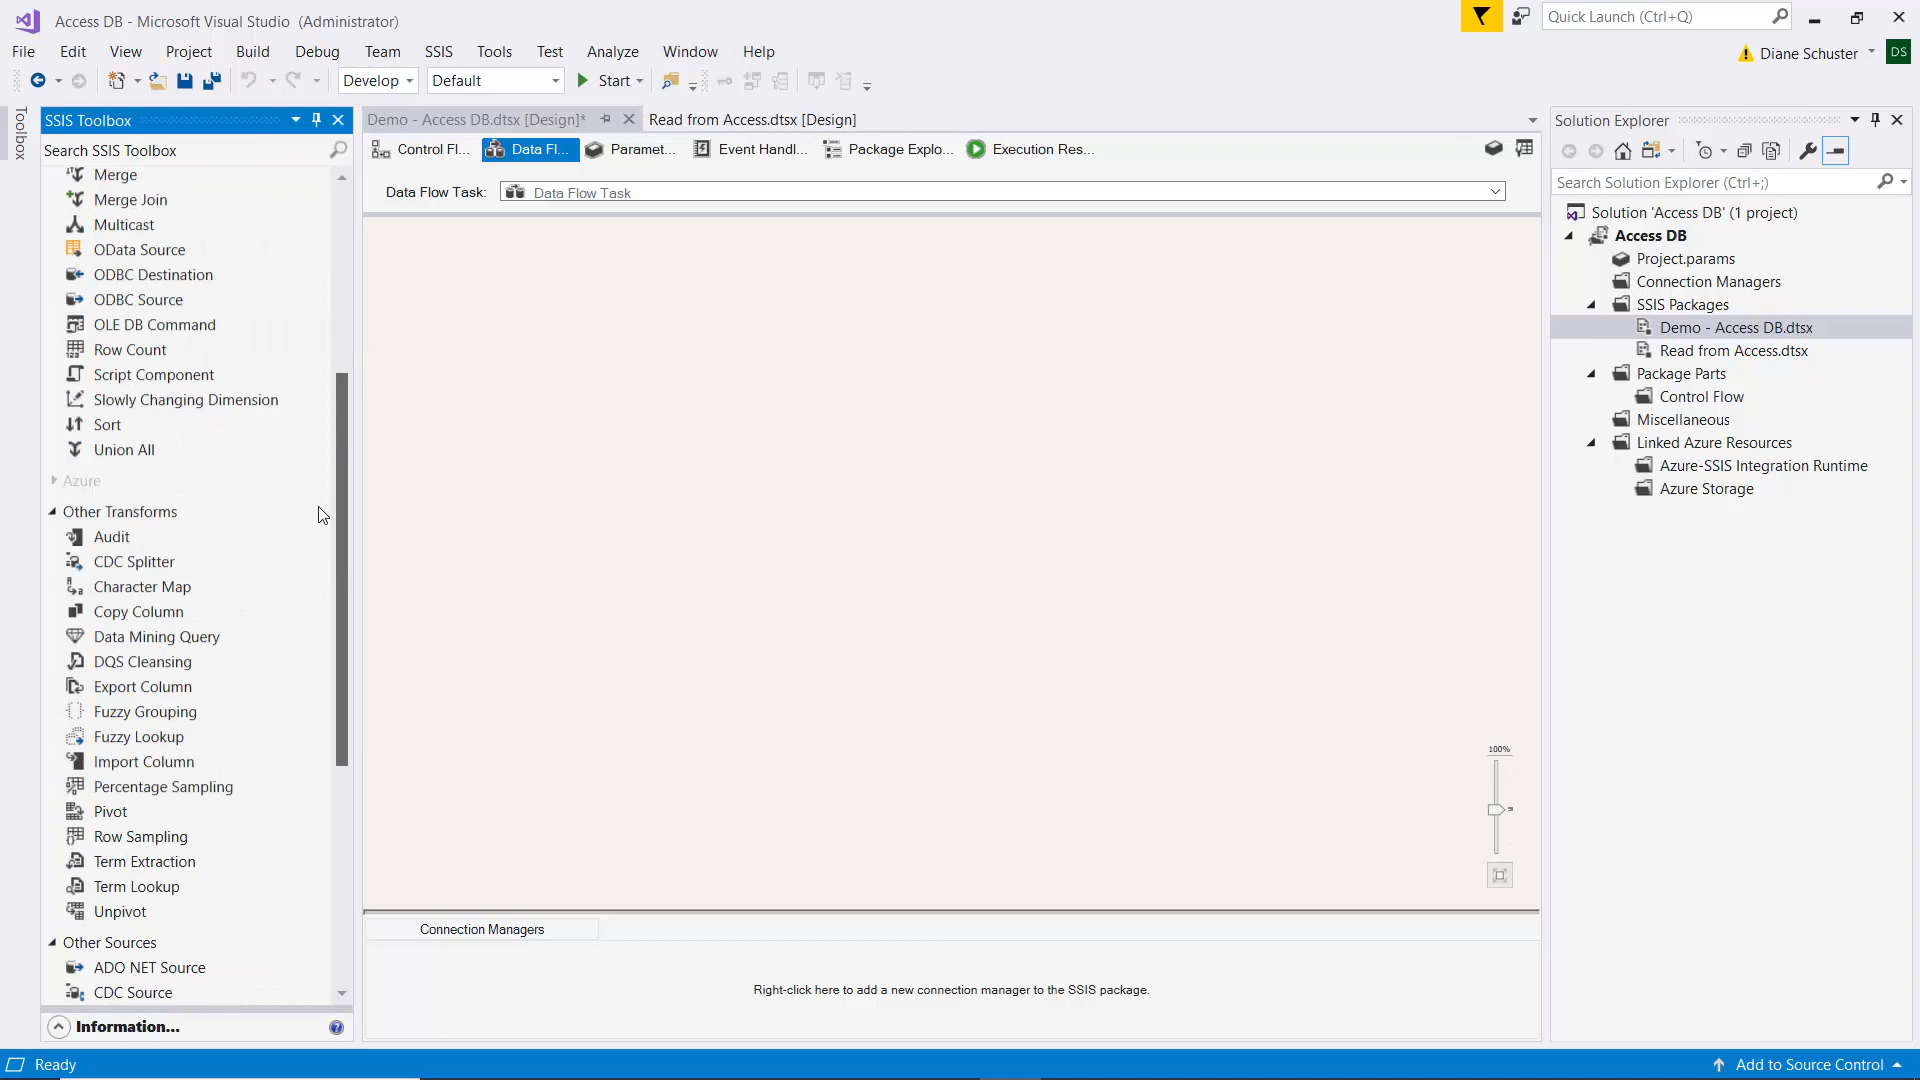 Access DB - Microsoft Visual Studio (Administrator)
Quick Launch (Ctrl+Q)
File Edit View Project Build Debug Team SSIS Tools Test Analyze Window Help
Diane Schuster
DS
Develop
Default
Start
Toolbox
SSIS Toolbox
Search SSIS Toolbox
Merge
Merge Join
Multicast
OData Source
ODBC Destination
ODBC Source
OLE DB Command
Row Count
Script Component
Slowly Changing Dimension
Sort
Union All
Azure
Other Transforms
Audit
CDC Splitter
Character Map
Copy Column
Data Mining Query
DQS Cleansing
Export Column
Fuzzy Grouping
Fuzzy Lookup
Import Column
Percentage Sampling
Pivot
Row Sampling
Term Extraction
Term Lookup
Unpivot
Other Sources
ADO NET Source
CDC Source
Information...
Demo - Access DB.dtsx [Design]*
Read from Access.dtsx [Design]
Control Fl...
Data Fl...
Paramet...
Event Handl...
Package Explo...
Execution Res...
Data Flow Task:
Data Flow Task
100%
Connection Managers
Right-click here to add a new connection manager to the SSIS package.
Solution Explorer
Search Solution Explorer (Ctrl+;)
Solution 'Access DB' (1 project)
Access DB
Project.params
Connection Managers
SSIS Packages
Demo - Access DB.dtsx
Read from Access.dtsx
Package Parts
Control Flow
Miscellaneous
Linked Azure Resources
Azure-SSIS Integration Runtime
Azure Storage
Ready
Add to Source Control